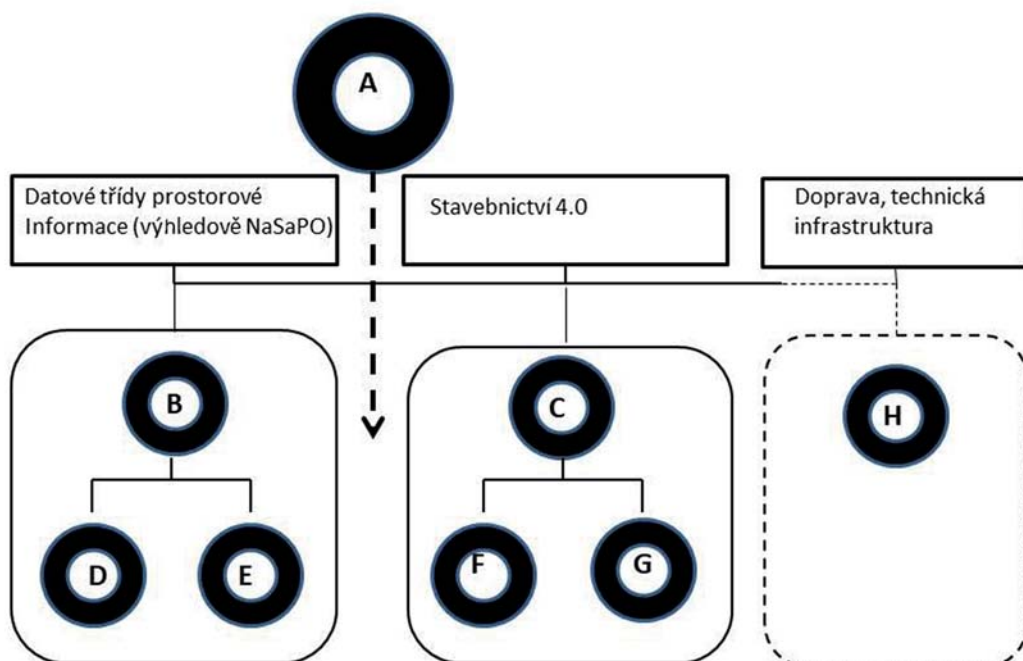 A
Datové třídy prostorové
Informace (výhledově NaSaPO)
Stavebnictví 4.0
Doprava, technická
infrastruktura
B
C
H
D
E
F
G